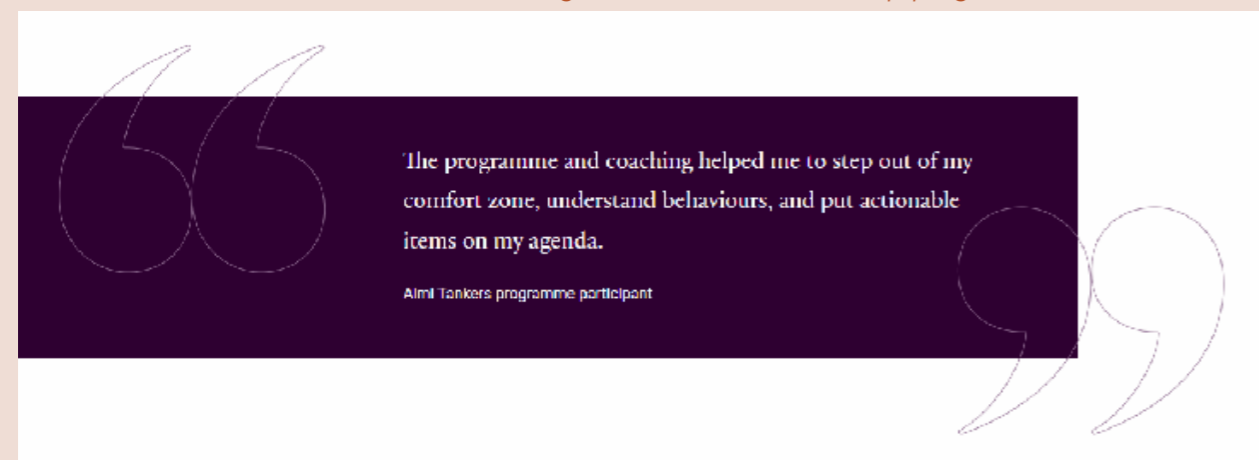 The programme and coaching helped me to step out of my
comfort zone, understand behaviours, and put actionable
items on my agenda.
Almi Tankers programme participant